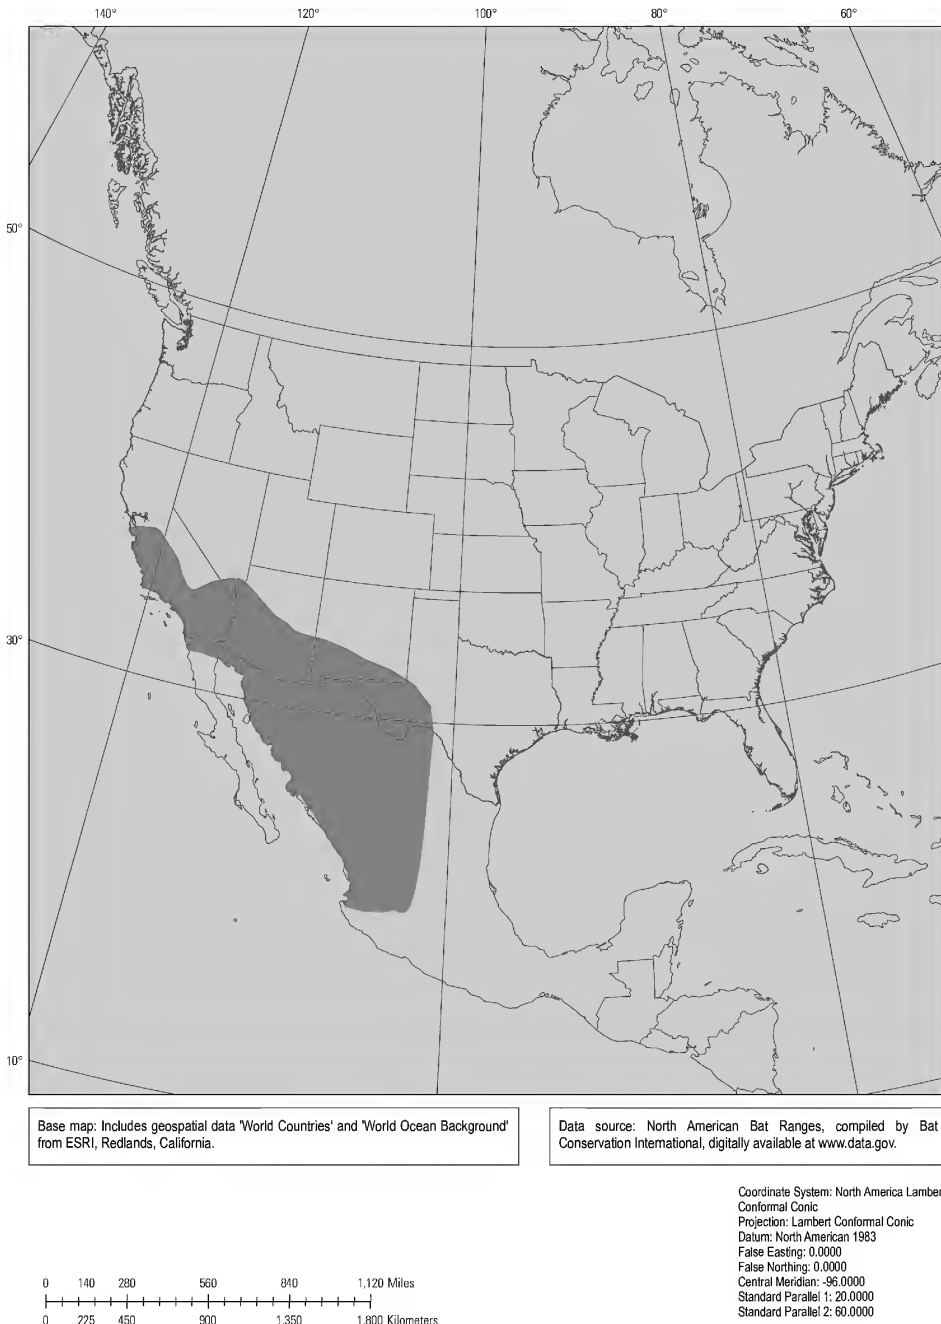 140° 120° 100° 80° 60°
50°
30°
10°
Base map: Includes geospatial data 'World Countries' and 'World Ocean Background'
from ESRI, Redlands, California.
Data source: North American Bat Ranges, compiled by Bat
Conservation International, digitally available at www.data.gov.
Coordinate System: North America Lamber
Conformal Conic
Projection: Lambert Conformal Conic
Datum: North American 1983
False Easting: 0.0000
False Northing: 0.0000
Central Meridian: -96.0000
Standard Parallel 1: 20.0000
Standard Parallel 2: 60.0000
0 140 280 560 840 1,120 Miles
0 225 450 900 1,350 1,800 Kilometers